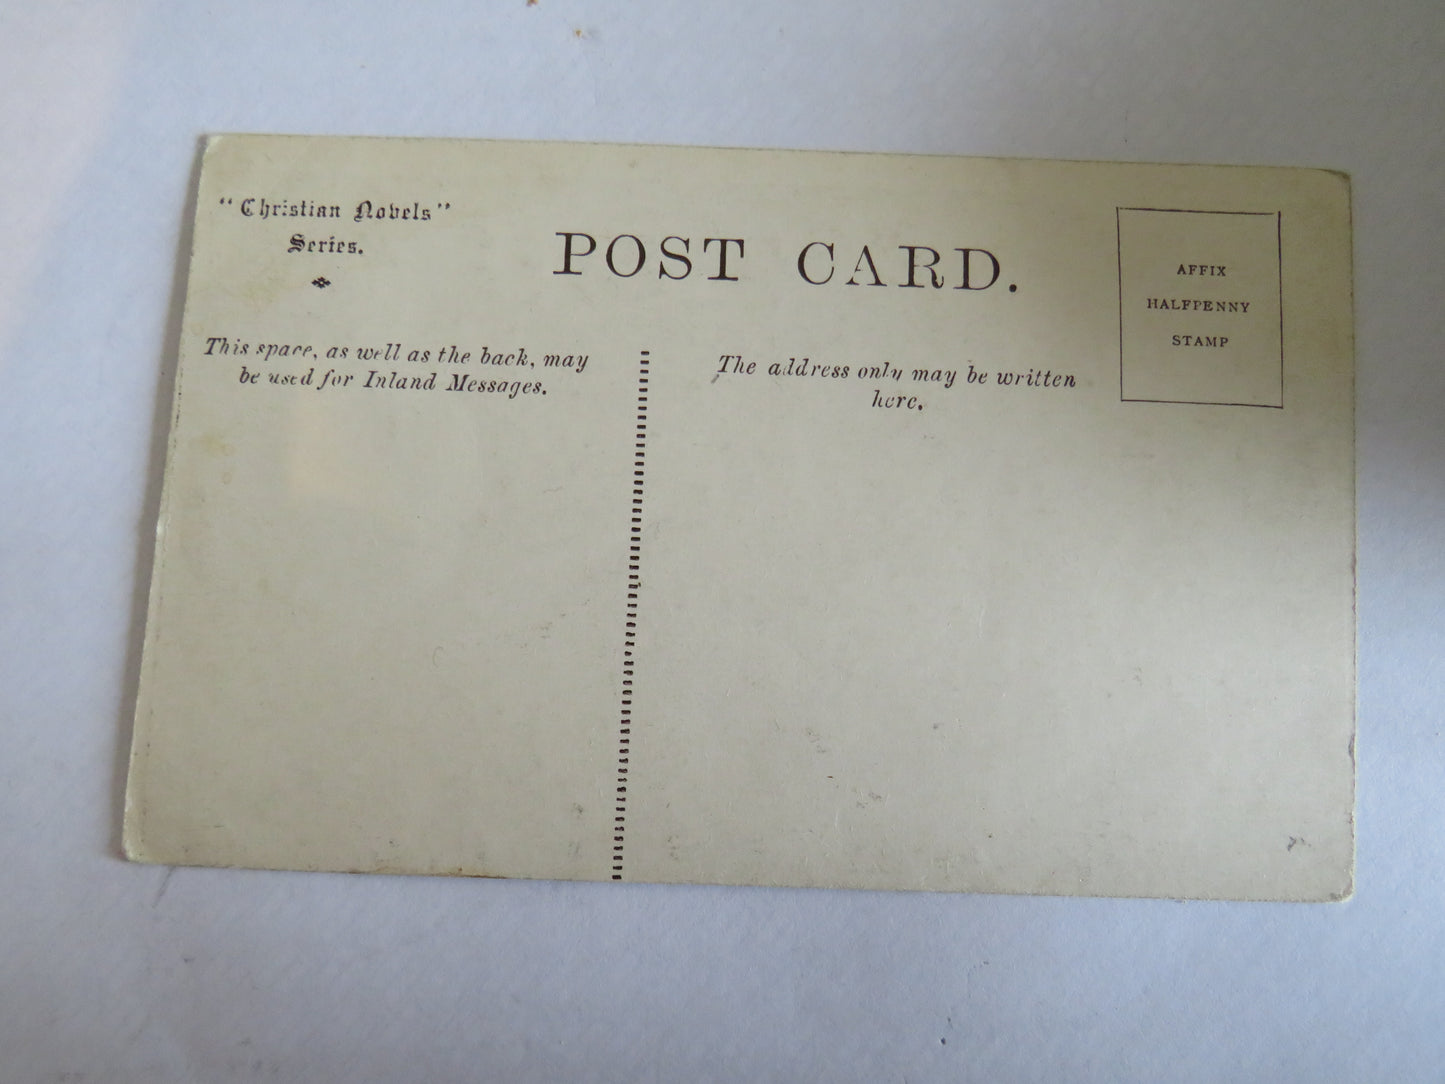 "Christian Novels"
Series.
POST CARD.
AFFIX
HALFPENNY
STAMP
This space, as well as the back, may
be used for Inland Messages.
The address only may be written
here.